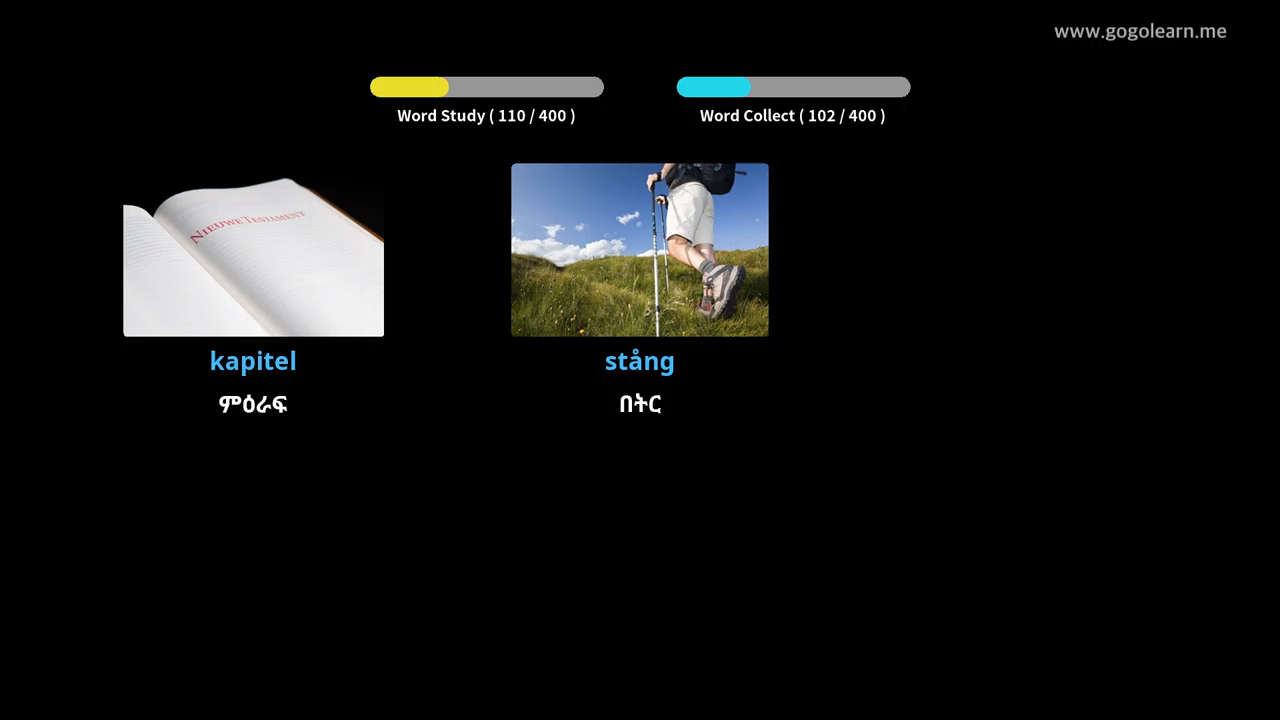 www.gogolearn.me
Word Study ( 110 / 400 )
Word Collect ( 102 / 400 )
NIEUWE TESTAMENT
kapitel
stång
ምዕራፍ
በትር